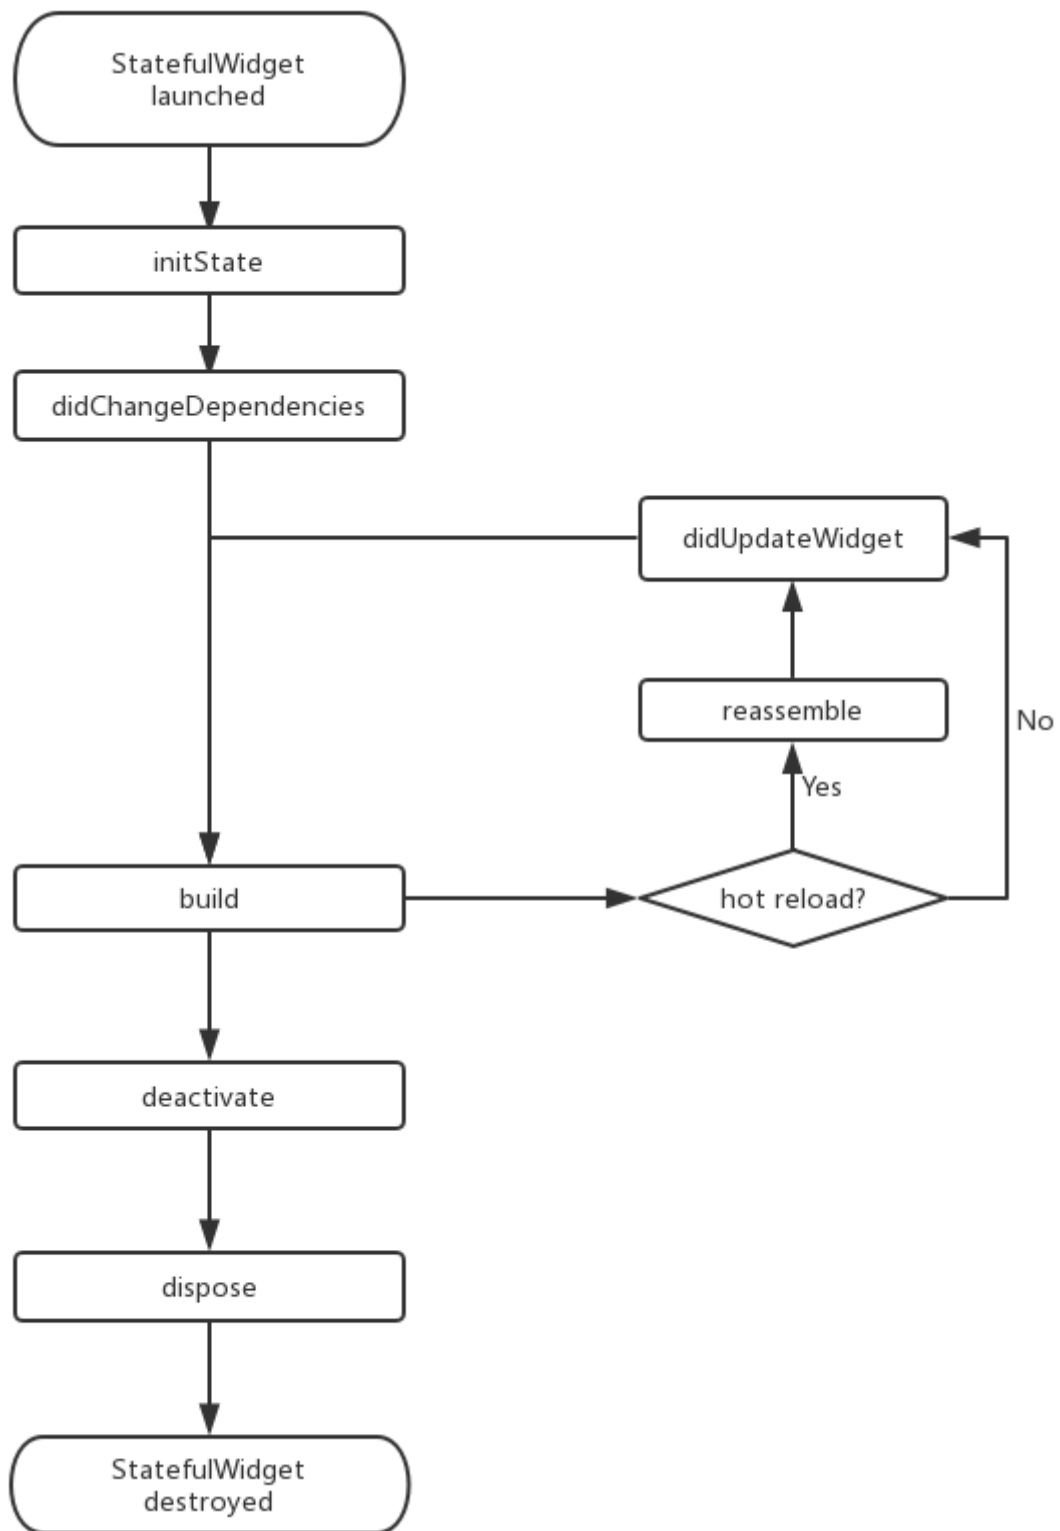 StatefulWidget
launched
initState
didChangeDependencies
didUpdateWidget
reassemble
No
Yes
build
hot reload?
deactivate
dispose
StatefulWidget
destroyed